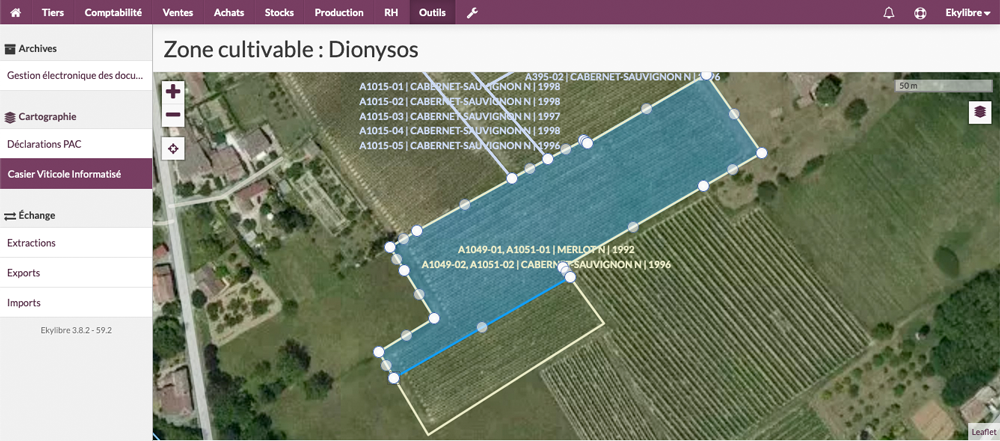 Tiers Comptabilité Ventes Achats Stocks Production RH Outils Ekylibre
Archives
Gestion électronique des docu...
Cartographie
Déclarations PAC
Casier Viticole Informatisé
Échange
Extractions
Exports
Imports
Ekylibre 3.8.2 - 59.2
Zone cultivable : Dionysos
50 m
A395-02 | CABERNET-SAUVIGNON N |
A1015-01 | CABERNET-SAUVIGNON N | 1998
A1015-02 | CABERNET-SAUVIGNON N | 1998
A1015-03 | CABERNET-SAUVIGNON N | 1997
A1015-04 | CABERNET-SAUVIGNON N | 1998
A1015-05 | CABERNET-SAUVIGNON N | 1996
A1049-01, A1051-01 | MERLOT N | 1992
A1049-02, A1051-02 | CABERNET-SAUVIGNON N | 1996
Leaflet